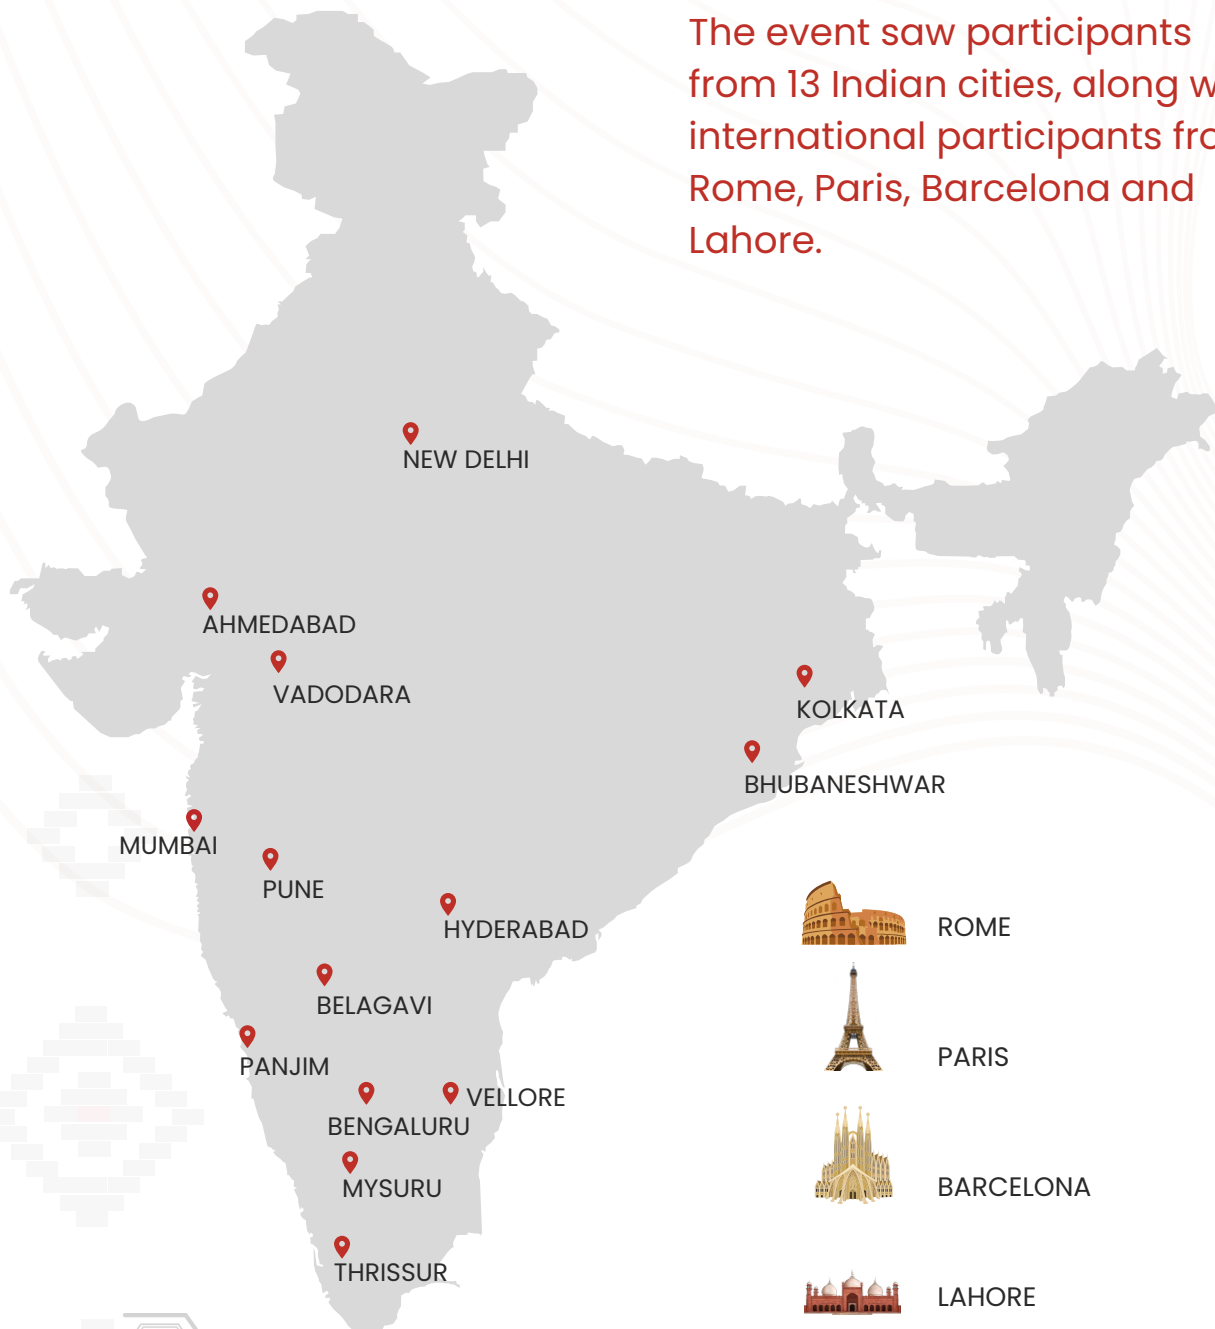 The event saw participants
from 13 Indian cities, along w
international participants fro
Rome, Paris, Barcelona and
Lahore.
NEW DELHI
AHMEDABAD
VADODARA
KOLKATA
BHUBANESHWAR
MUMBAI
PUNE
HYDERABAD
BELAGAVI
PANJIM
VELLORE
BENGALURU
MYSURU
THRISSUR
ROME
PARIS
BARCELONA
LAHORE